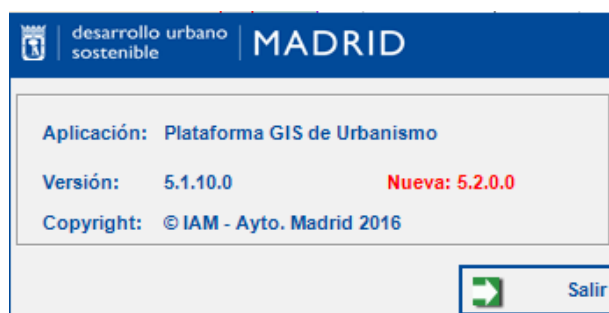 desarrollo urbano
sostenible
MADRID
Aplicación: Plataforma GIS de Urbanismo
Versión: 5.1.10.0 Nueva: 5.2.0.0
Copyright: © IAM - Ayto. Madrid 2016
Salir